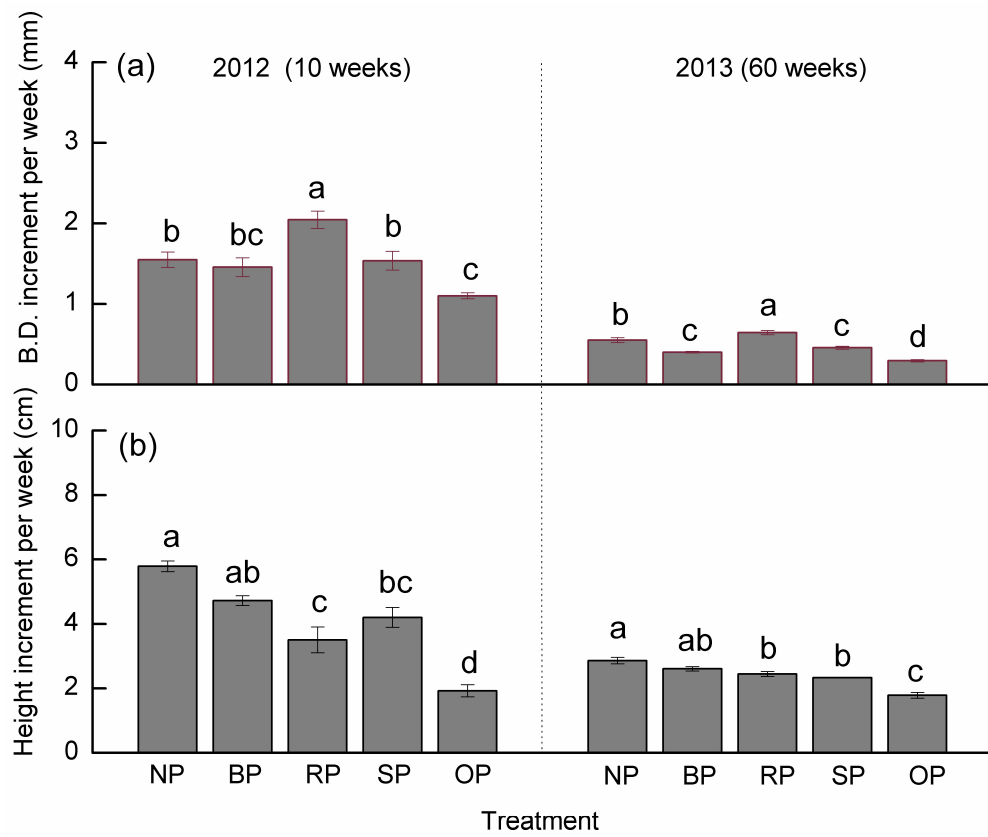 (a)
2012 (10 weeks)
2013 (60 weeks)
B.D. increment per week (mm)
4
3
2
1
0
b
bc
a
b
c
b
c
a
c
d
(b)
Height increment per week (cm)
10
8
6
4
2
0
a
ab
c
bc
d
a
ab
b
b
c
NP BP RP SP OP NP BP RP SP OP
Treatment